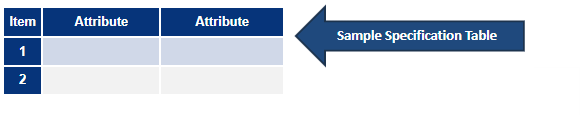 Item Attribute Attribute
1
Sample Specification Table
2